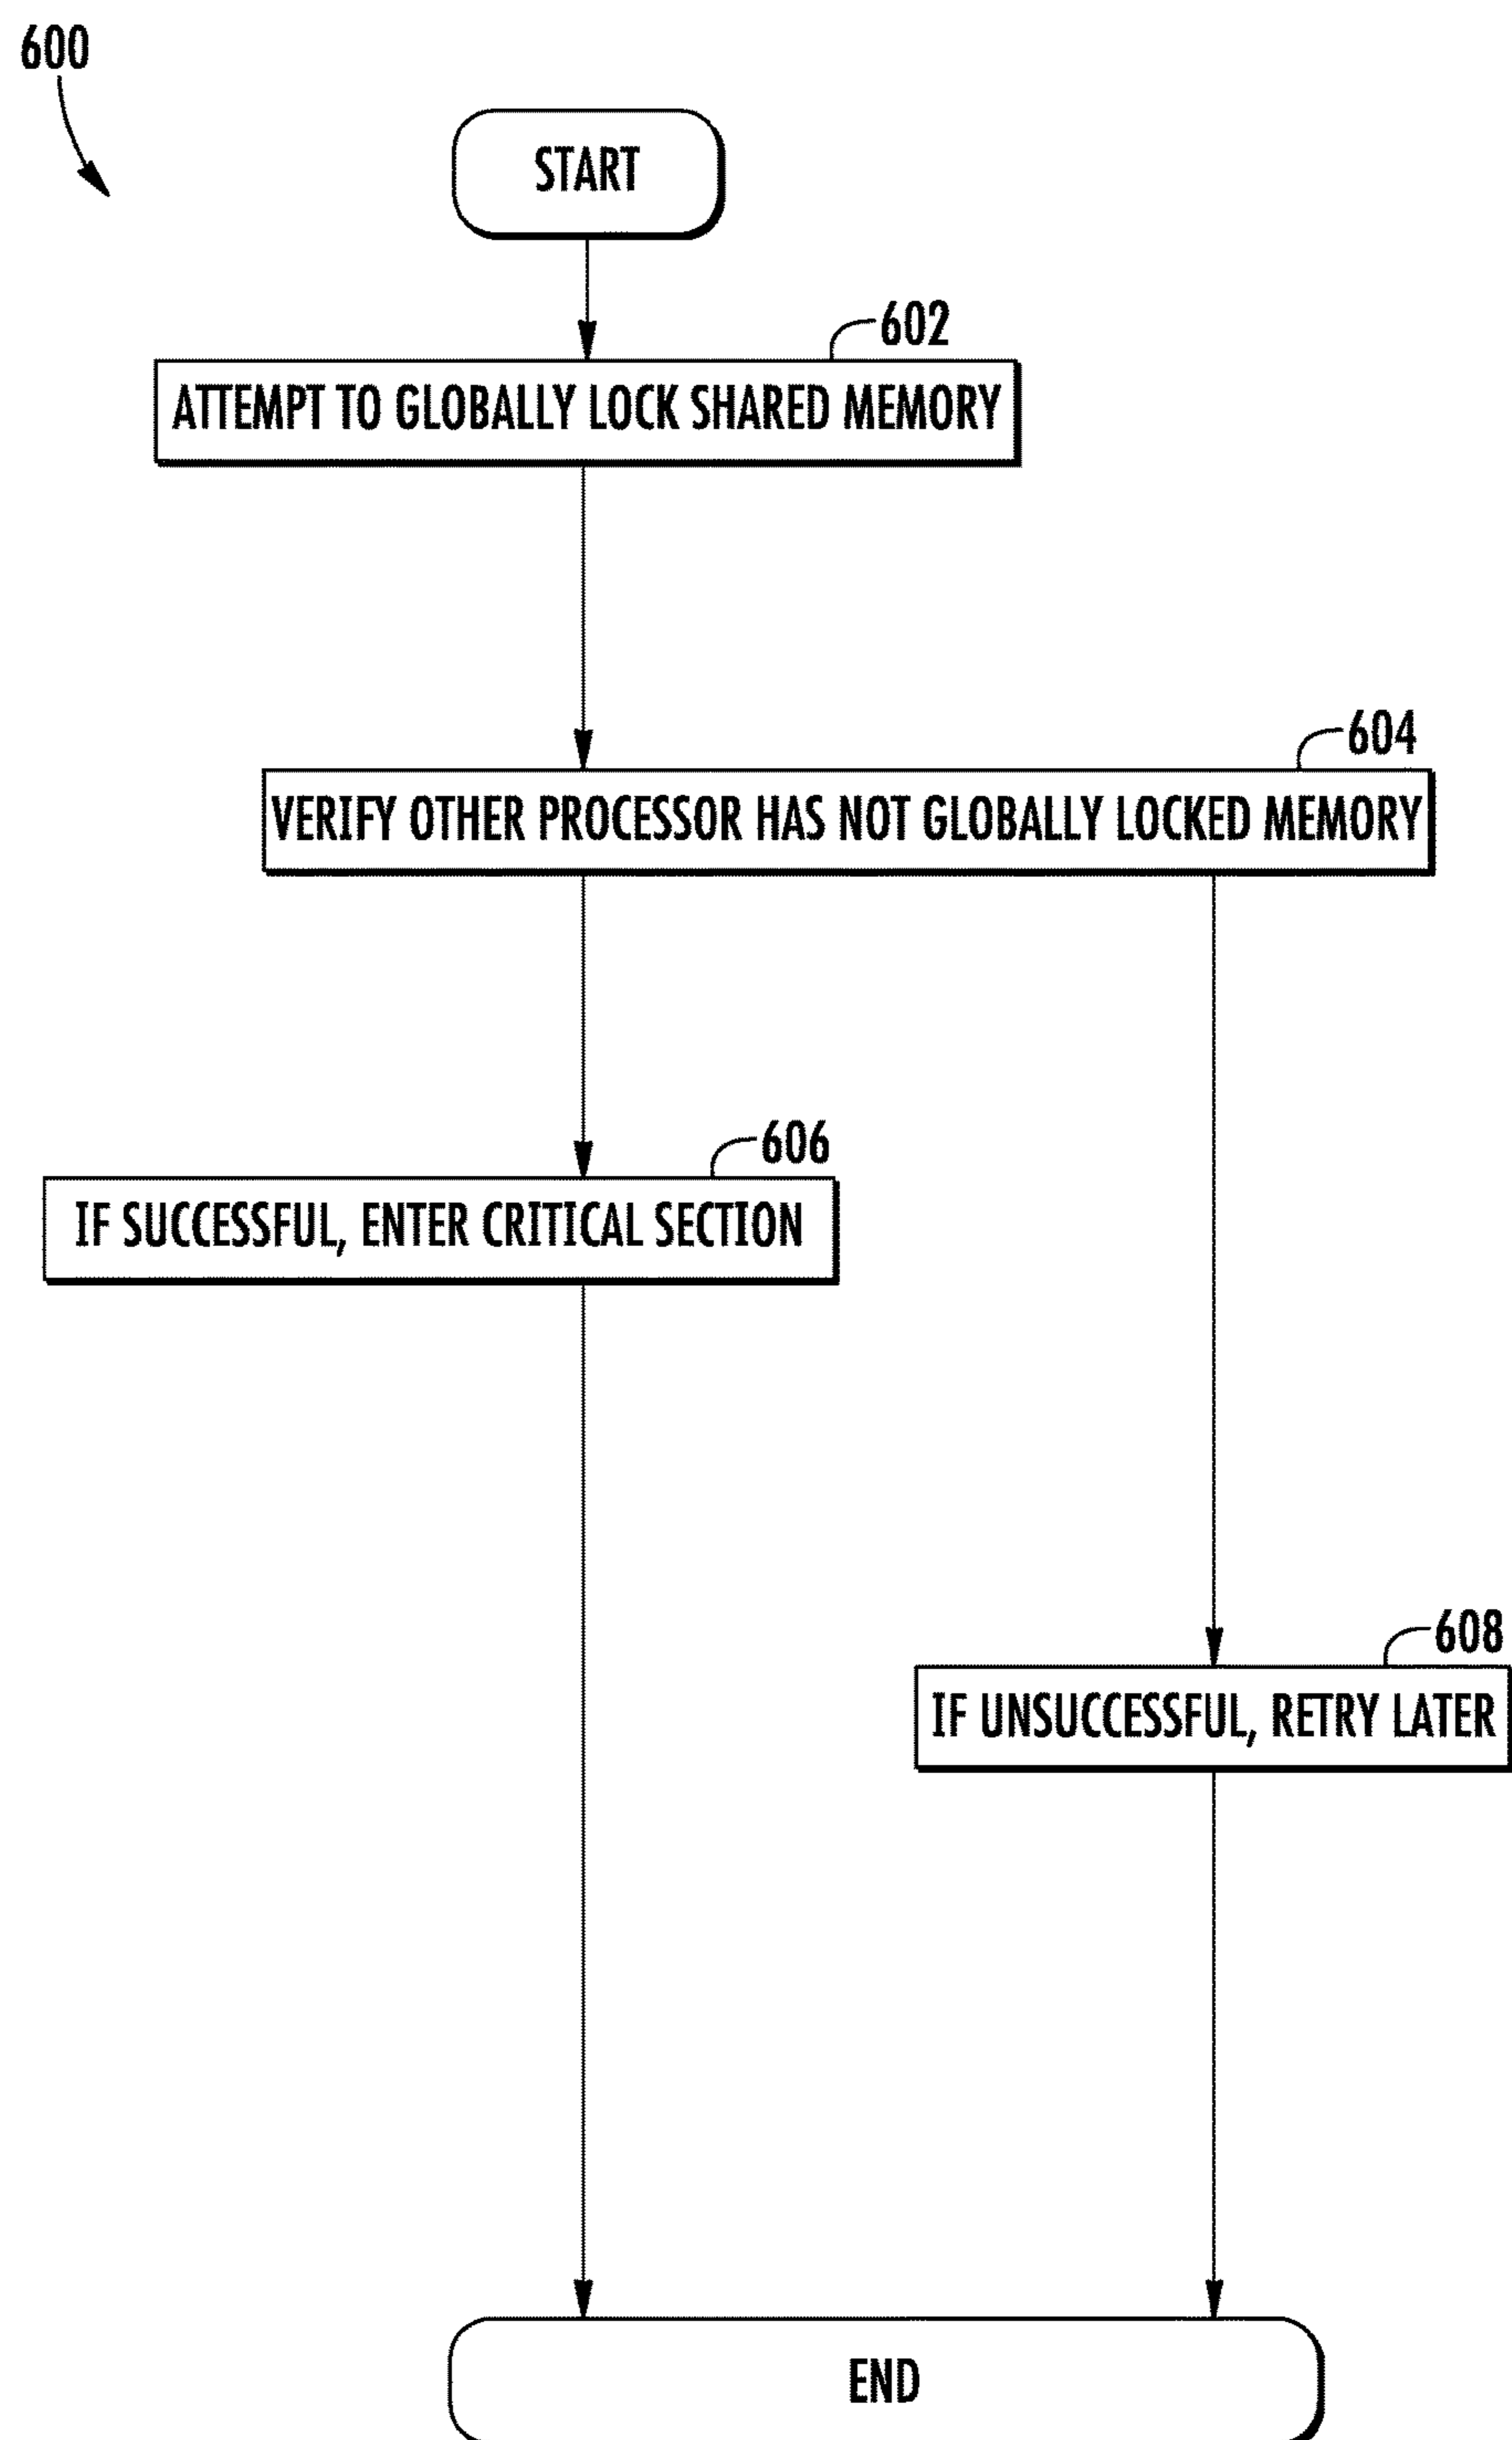 600
START
602
ATTEMPT TO GLOBALLY LOCK SHARED MEMORY
604
VERIFY OTHER PROCESSOR HAS NOT GLOBALLY LOCKED MEMORY
606
IF SUCCESSFUL, ENTER CRITICAL SECTION
608
IF UNSUCCESSFUL, RETRY LATER
END